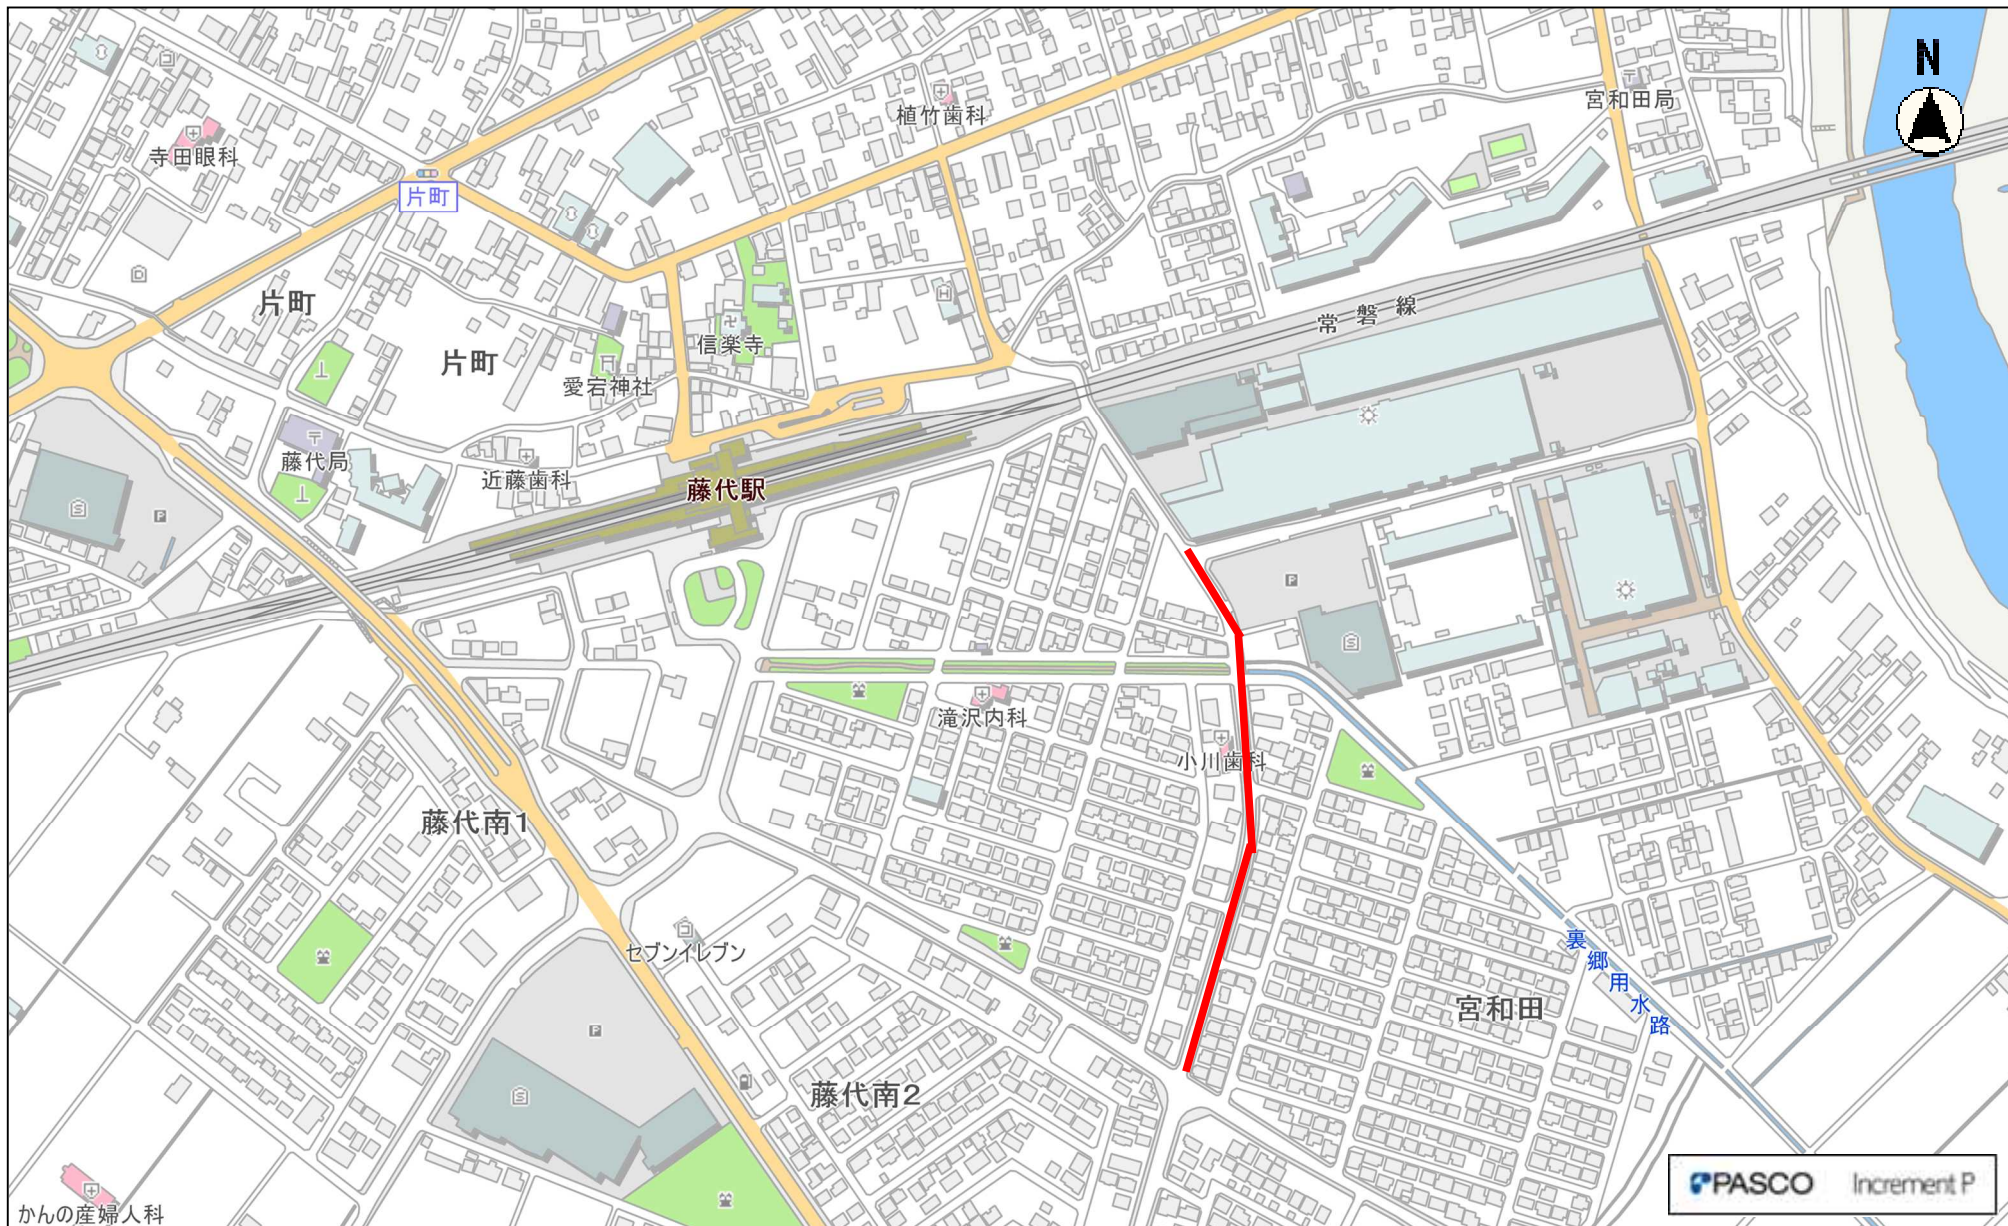 N
植竹歯科
宮和田局
寺田眼科
片町
片町
常磐線
信楽寺
片町
愛宕神社
藤代局
近藤歯科
藤代駅
P
P
滝沢内科
小川歯科
藤代南1
セブンイレブン
裏郷用水路
宮和田
P
藤代南2
かんの産婦人科
PASCO Increment P